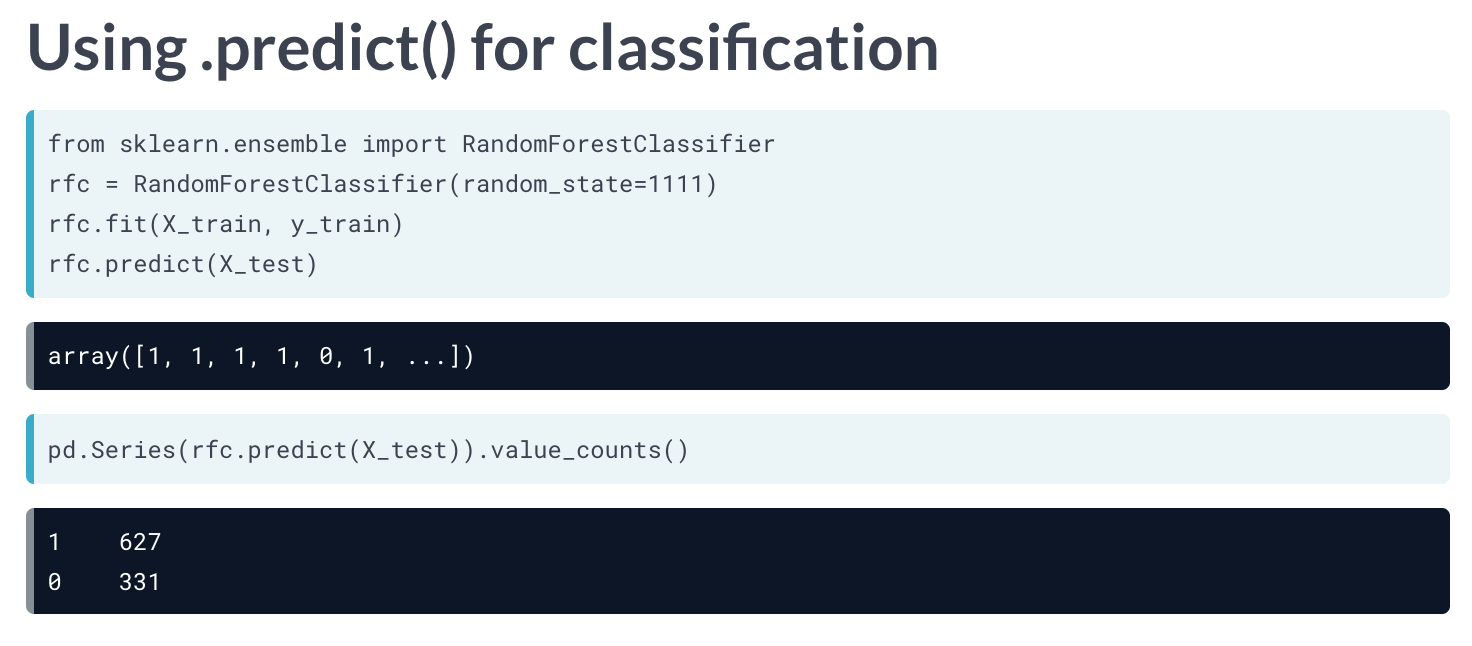 Using .predict() for classification
from sklearn.ensemble import RandomForestClassifier
rfc = RandomForestClassifier(random_state=1111)
rfc.fit(X_train, y_train)
rfc.predict(X_test)
array([1, 1, 1, 1, 0, 1, ...])
pd.Series(rfc.predict(X_test)).value_counts()
1    627
0    331